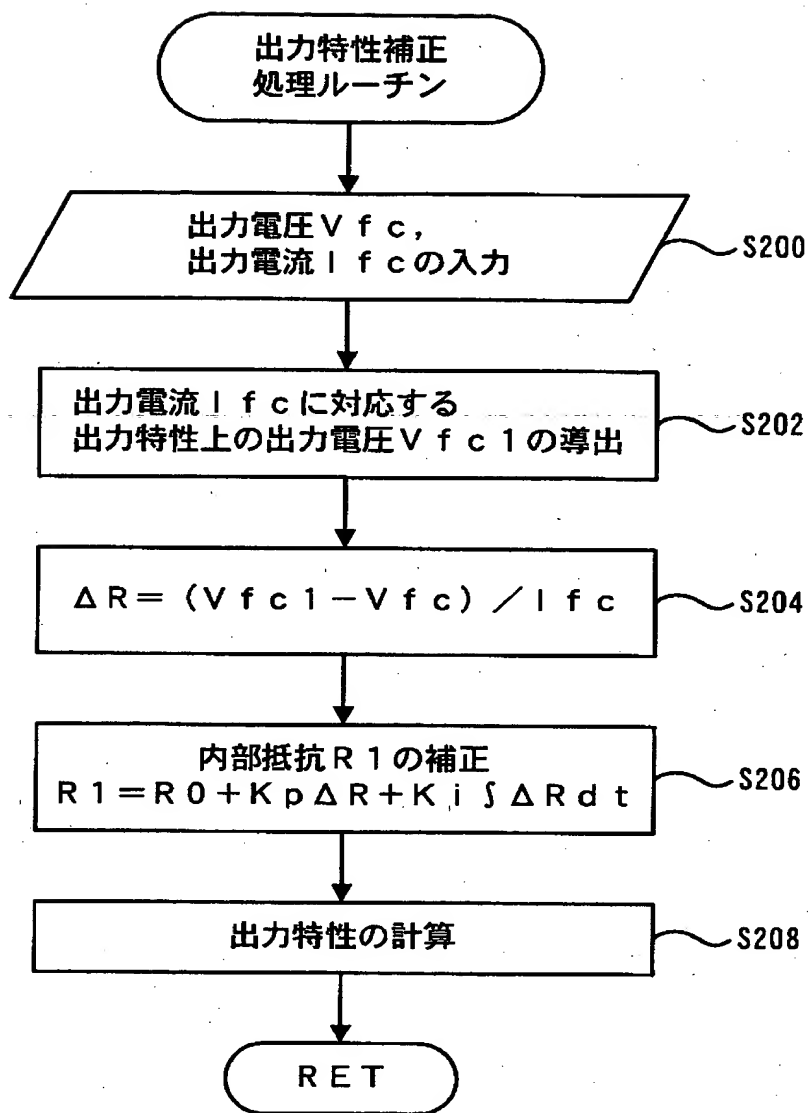 出力特性補正
処理ルーチン
出力電圧Vfc,
出力電流Ifcの入力
S200
出力電流Ifcに対応する
出力特性上の出力電圧Vfc1の導出
S202
ΔR=(Vfc1-Vfc)/Ifc
S204
内部抵抗R1の補正
R1=R0+KpΔR+Ki∫ΔRdt
S206
出力特性の計算
S208
RET